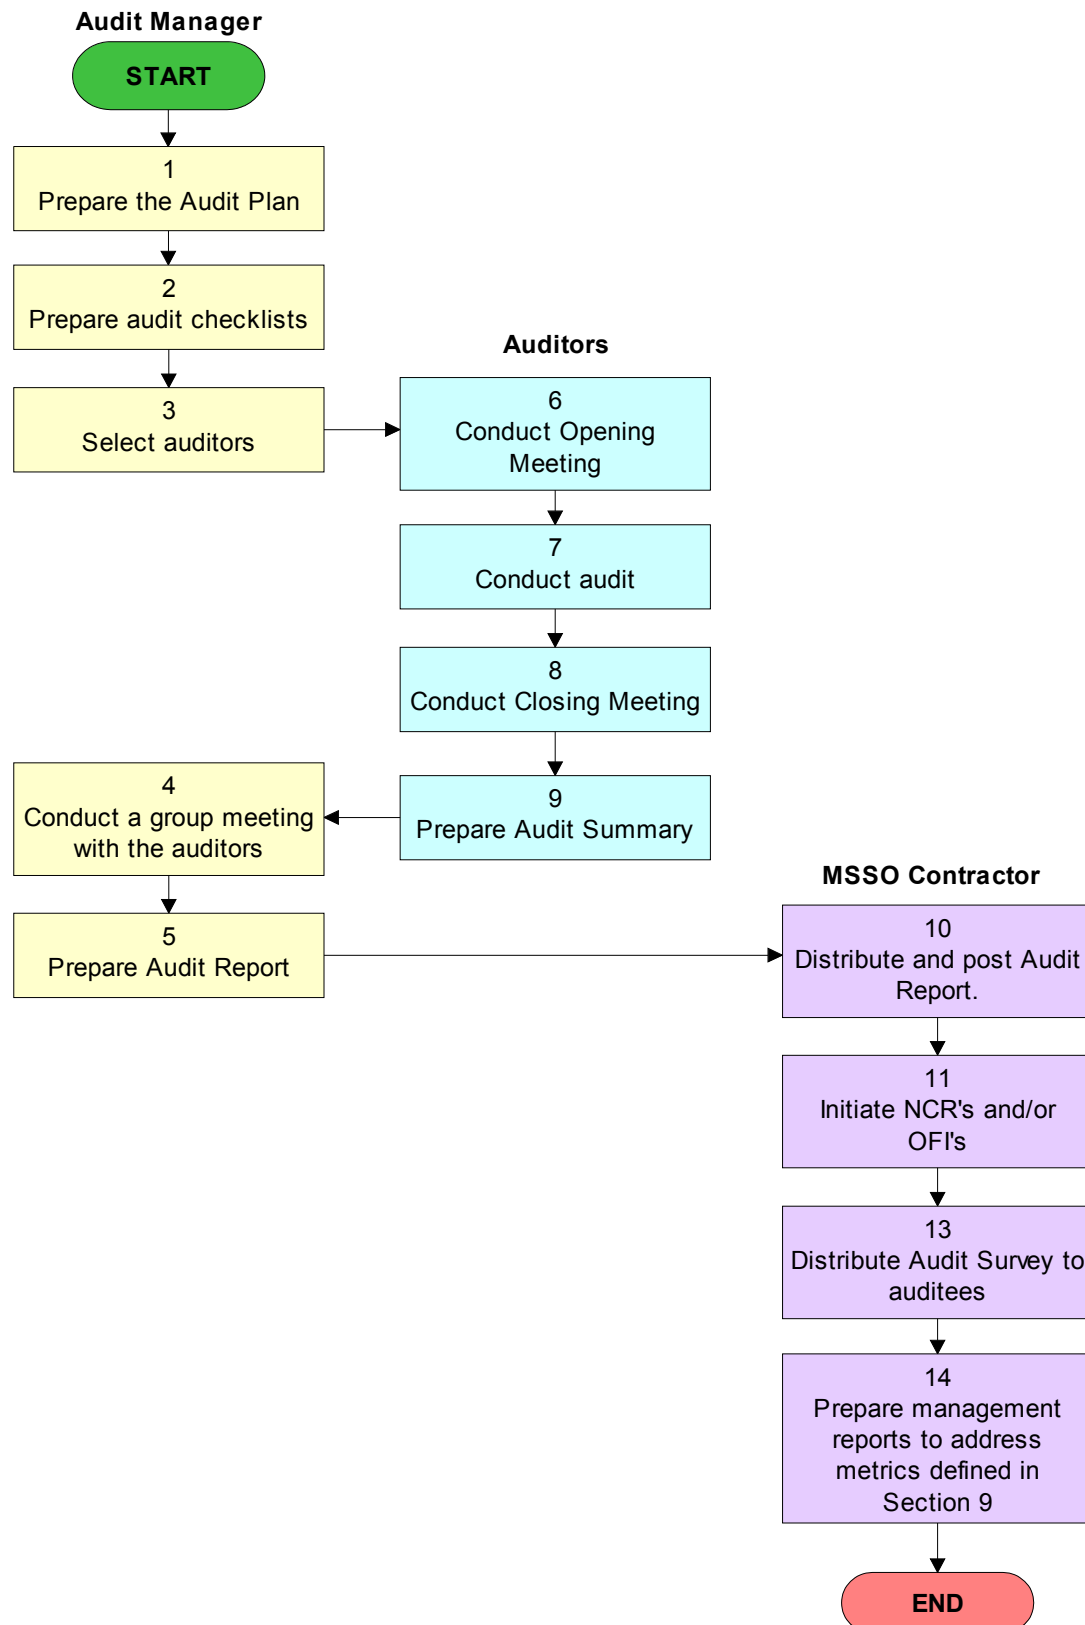 Audit Manager
START
1
Prepare the Audit Plan
2
Prepare audit checklists
3
Select auditors
Auditors
6
Conduct Opening
Meeting
7
Conduct audit
8
Conduct Closing Meeting
9
Prepare Audit Summary
4
Conduct a group meeting
with the auditors
5
Prepare Audit Report
MSSO Contractor
10
Distribute and post Audit
Report.
11
Initiate NCR's and/or
OFI's
13
Distribute Audit Survey to
auditees
14
Prepare management
reports to address
metrics defined in
Section 9
END